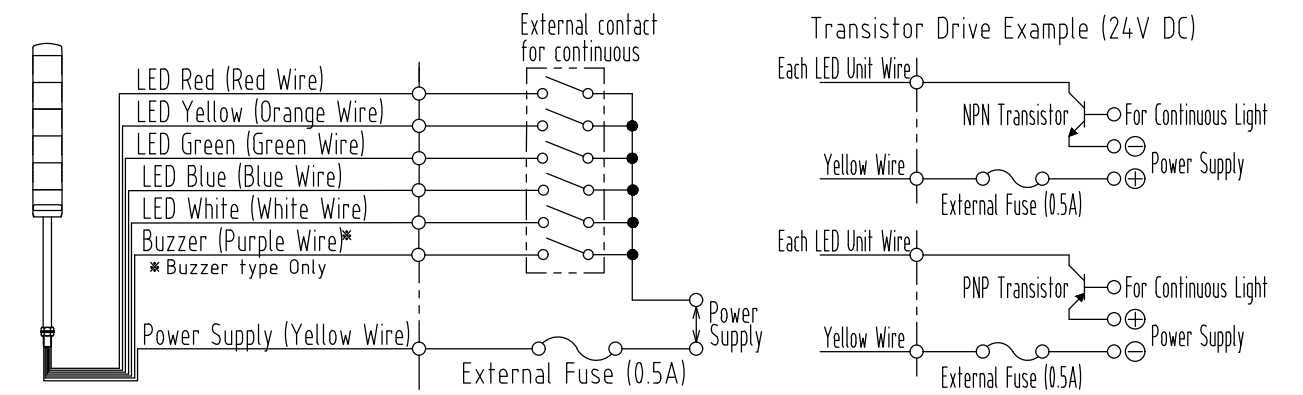 External contact
for continuous
LED Red (Red Wire)
LED Yellow (Orange Wire)
LED Green (Green Wire)
LED Blue (Blue Wire)
LED White (White Wire)
Buzzer (Purple Wire)※
※ Buzzer type Only
Power Supply (Yellow Wire)
External Fuse (0.5A)
Power
Supply
Transistor Drive Example (24V DC)
Each LED Unit Wire
NPN Transistor
For Continuous Light
−
Yellow Wire
+
Power Supply
External Fuse (0.5A)
Each LED Unit Wire
PNP Transistor
For Continuous Light
+
Yellow Wire
−
Power Supply
External Fuse (0.5A)